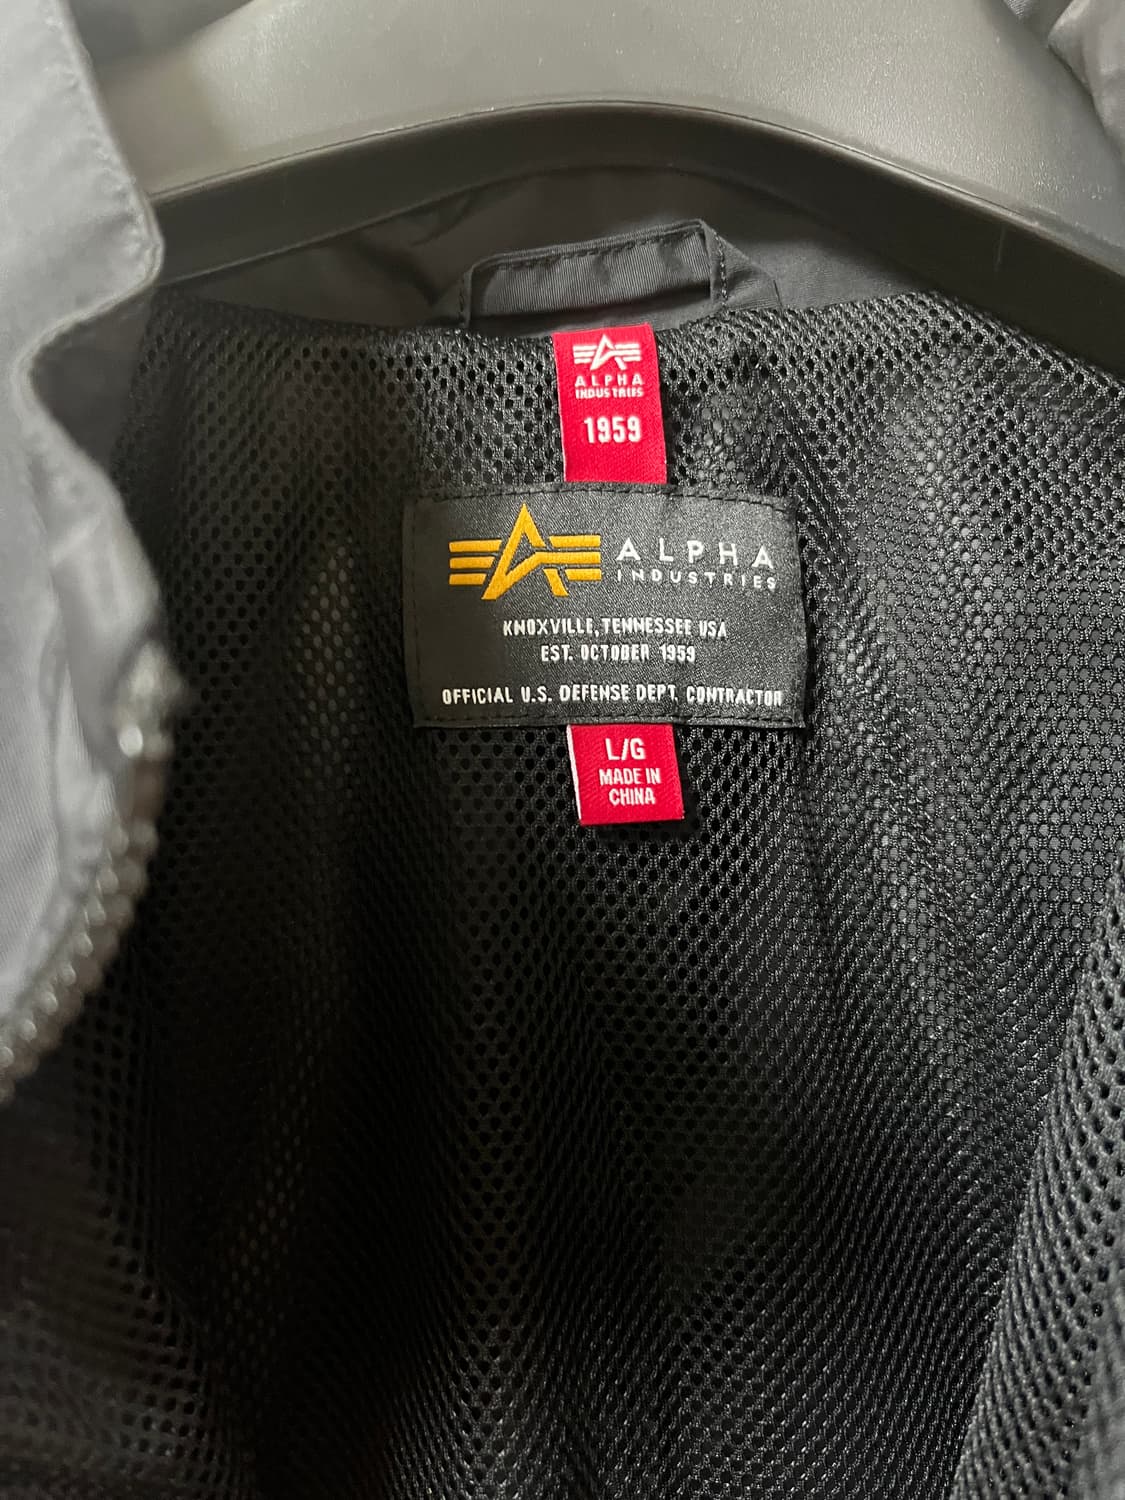 ALPHA
INDUSTRIES
1959
ALPHA
INDUSTRIES
KNOXVILLE, TENNESSEE USA
EST. OCTOBER 1959
OFFICIAL U.S. DEFENSE DEPT. CONTRACTOR
L/G
MADE IN
CHINA